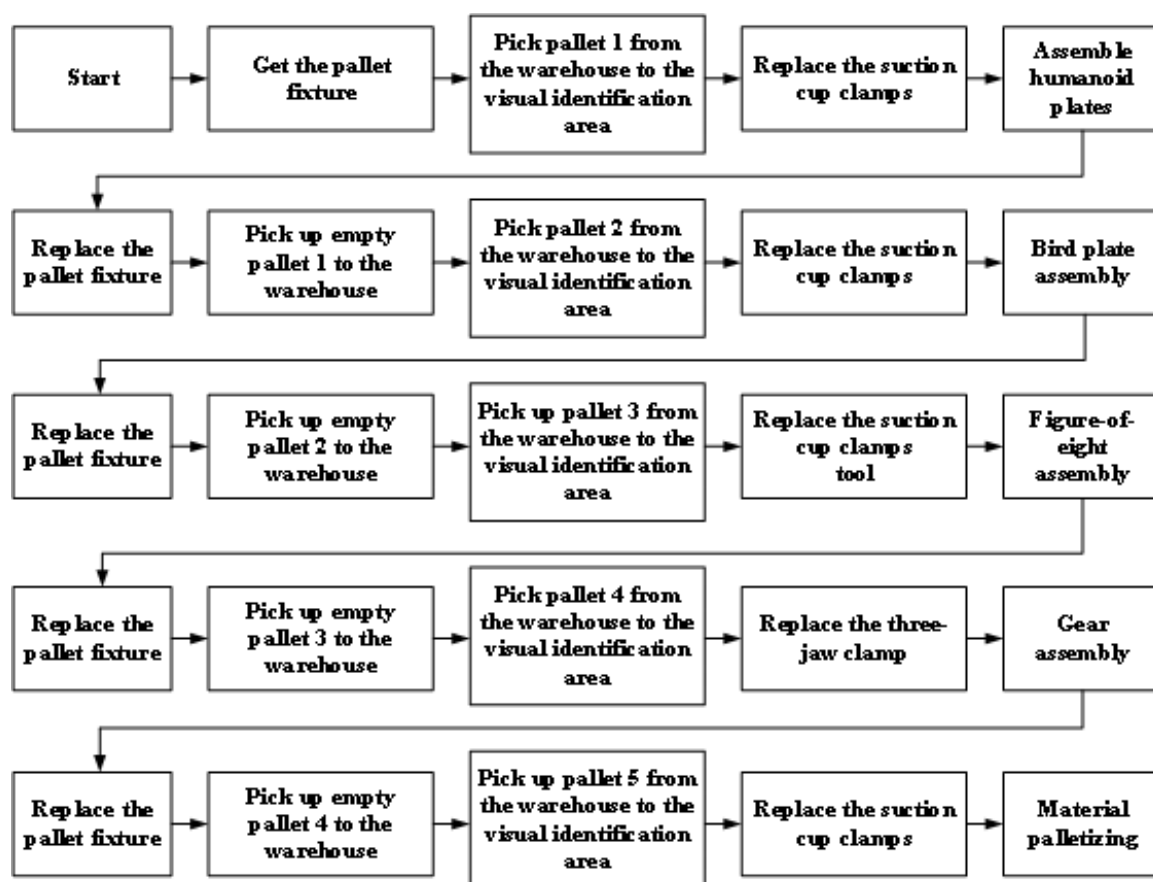 Start
Get the pallet
fixture
Pick pallet 1 from
the warehouse to the
visual identification
area
Replace the suction
cup clamps
Assemble
humanoid
plates
Replace the
pallet fixture
Pick up empty
pallet 1 to the
warehouse
Pick pallet 2 from
the warehouse to the
visual identification
area
Replace the suction
cup clamps
Bird plate
assembly
Replace the
pallet fixture
Pick up empty
pallet 2 to the
warehouse
Pick up pallet 3 from
the warehouse to the
visual identification
area
Replace the suction
cup clamps
tool
Figure-of-
eight
assembly
Replace the
pallet fixture
Pick up empty
pallet 3 to the
warehouse
Pick pallet 4 from
the warehouse to the
visual identification
area
Replace the three-
jaw clamp
Gear
assembly
Replace the
pallet fixture
Pick up empty
pallet 4 to the
warehouse
Pick up pallet 5 from
the warehouse to the
visual identification
area
Replace the suction
cup clamps
Material
palletizing